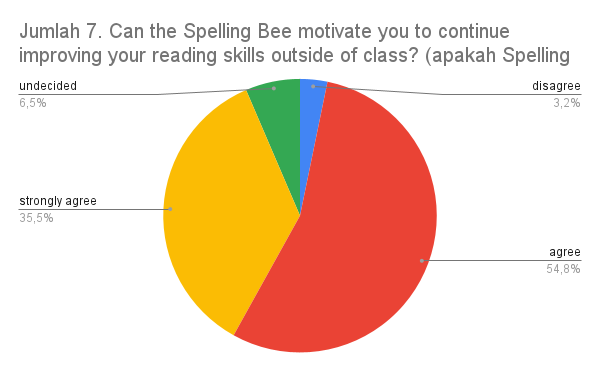 Jumlah 7. Can the Spelling Bee motivate you to continue
improving your reading skills outside of class? (apakah Spelling
undecided
6,5%
disagree
3,2%
strongly agree
35,5%
agree
54,8%